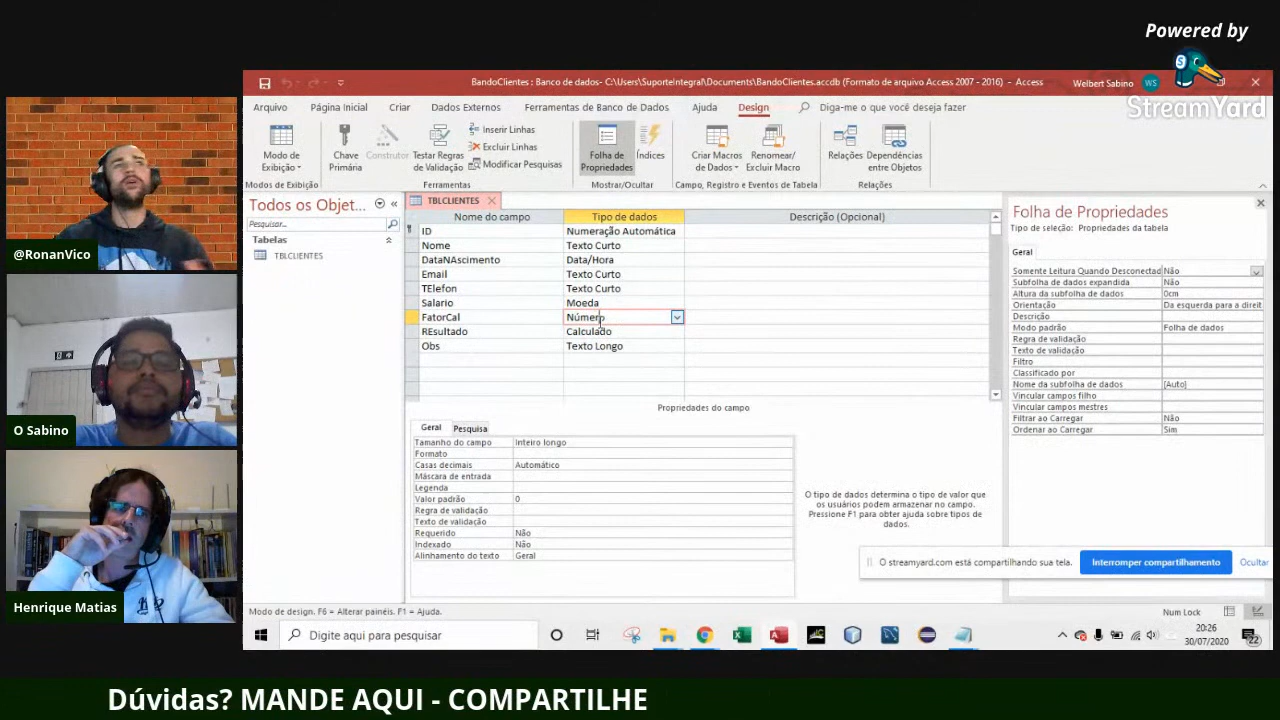 Powered by
StreamYard
BandoClientes : Banco de dados- C:\Users\SuporteIntegral\Documents\BandoClientes.accdb (Formato de arquivo Access 2007 - 2016) — Access
Welbert Sabino
WS
Arquivo Página Inicial Criar Dados Externos Ferramentas de Banco de Dados Ajuda Design Diga-me o que você deseja fazer
Modo de Exibição
Chave Primária
Construtor
Testar Regras de Validação
Inserir Linhas
Excluir Linhas
Modificar Pesquisas
Folha de Propriedades
Índices
Criar Macros de Dados
Renomear/ Excluir Macro
Relações
Dependências entre Objetos
Modos de Exibição Ferramentas Mostrar/Ocultar Campo, Registro e Eventos de Tabela Relações
Todos os Objet... «
Pesquisar...
Tabelas
TBLCLIENTES
TBLCLIENTES
Nome do campo Tipo de dados Descrição (Opcional)
ID Numeração Automática
Nome Texto Curto
DataNAscimento Data/Hora
Email Texto Curto
TElefon Texto Curto
Salario Moeda
FatorCal Número
REsultado Calculado
Obs Texto Longo
Propriedades do campo
Geral Pesquisa
Tamanho do campo Inteiro longo
Formato
Casas decimais Automático
Máscara de entrada
Legenda
Valor padrão 0
Regra de validação
Texto de validação
Requerido Não
Indexado Não
Alinhamento do texto Geral
O tipo de dados determina o tipo de valor que
os usuários podem armazenar no campo.
Pressione F1 para obter ajuda sobre tipos de
dados.
Folha de Propriedades
Tipo de seleção: Propriedades da tabela
Geral
Somente Leitura Quando Desconectad Não
Subfolha de dados expandida Não
Altura da subfolha de dados 0cm
Orientação Da esquerda para a direit
Descrição
Modo padrão Folha de dados
Regra de validação
Texto de validação
Filtro
Classificado por
Nome da subfolha de dados (Auto)
Vincular campos filho
Vincular campos mestres
Filtrar ao Carregar Não
Ordenar ao Carregar Sim
O streamyard.com está compartilhando sua tela. Interromper compartilhamento Ocultar
Modo de design. F6 = Alterar painéis. F1 = Ajuda. Num Lock
Digite aqui para pesquisar
20:26
30/07/2020
22
@RonanVico
O Sabino
Henrique Matias
Dúvidas? MANDE AQUI - COMPARTILHE